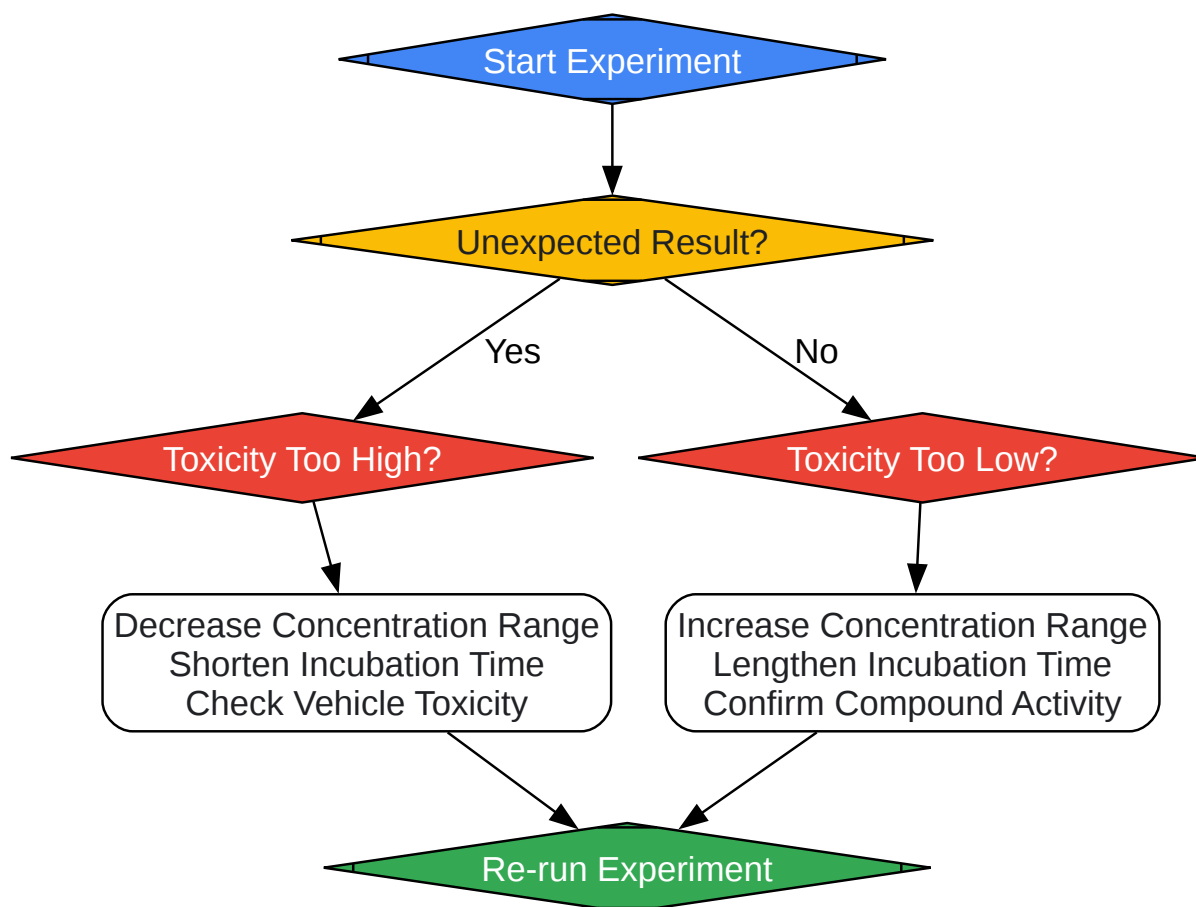 Start Experiment
Unexpected Result?
Yes
No
Toxicity Too High?
Toxicity Too Low?
Decrease Concentration Range
Shorten Incubation Time
Check Vehicle Toxicity
Increase Concentration Range
Lengthen Incubation Time
Confirm Compound Activity
Re-run Experiment